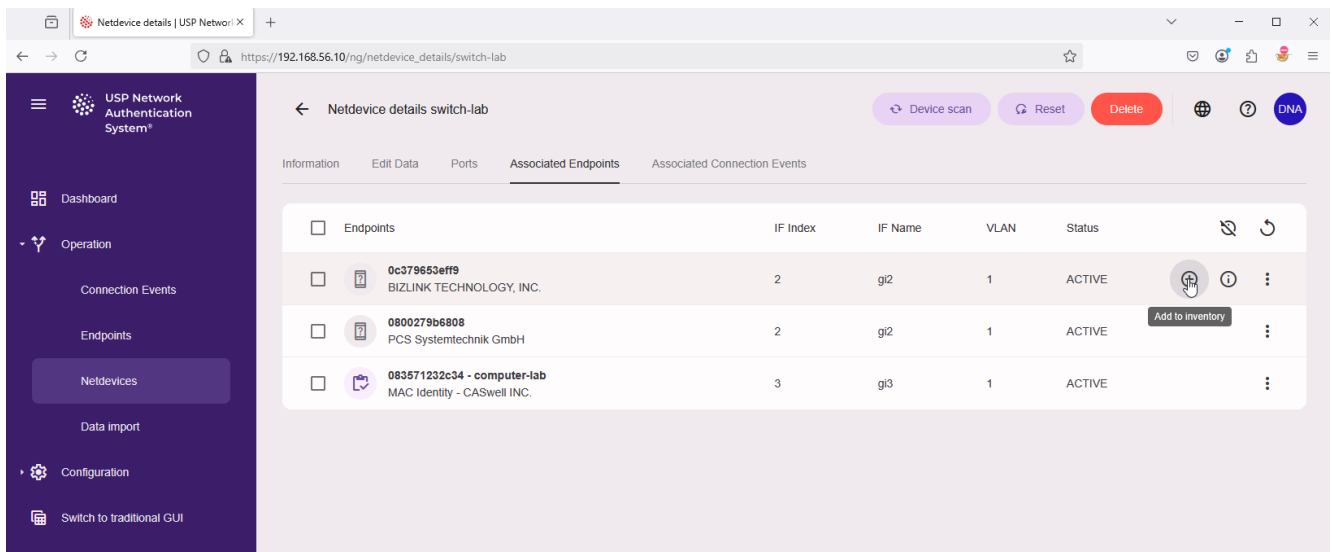 Netdevice details | USP Networ
https://192.168.56.10/ng/netdevice_details/switch-lab
USP Network
Authentication
System®
Netdevice details switch-lab
Device scan
Reset
Delete
DNA
Information
Edit Data
Ports
Associated Endpoints
Associated Connection Events
Dashboard
Operation
Connection Events
Endpoints
Netdevices
Data import
Configuration
Switch to traditional GUI
Endpoints IF Index IF Name VLAN Status
0c379653eff9
BIZLINK TECHNOLOGY, INC.
2 gi2 1 ACTIVE
Add to inventory
0800279b6808
PCS Systemtechnik GmbH
2 gi2 1 ACTIVE
083571232c34 - computer-lab
MAC Identity - CASwell INC.
3 gi3 1 ACTIVE